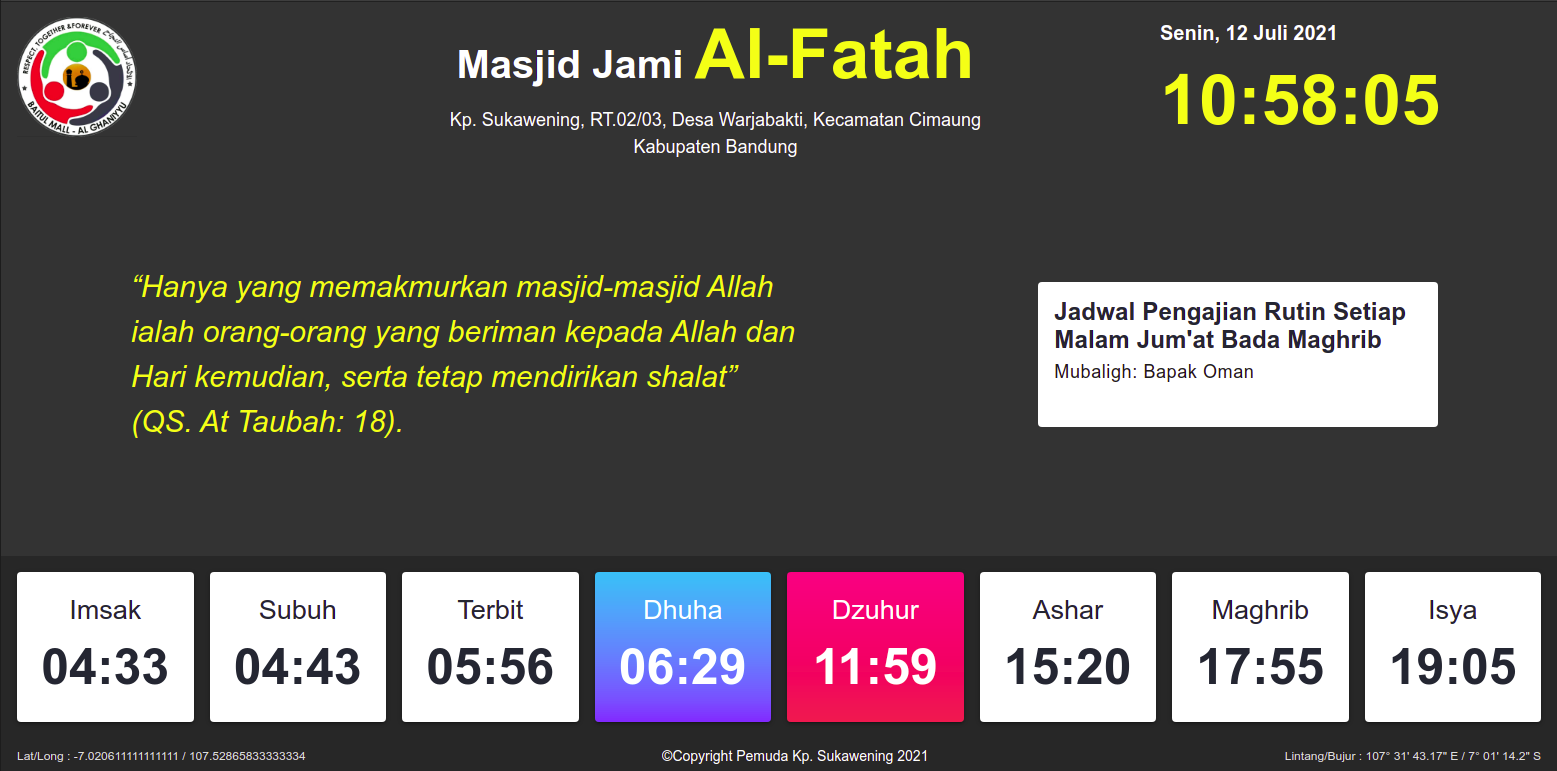 RESPECT, TOGETHER &FOREVER
BAITUL MALL - AL GHANIYYU
Masjid Jami Al-Fatah
Kp. Sukawening, RT.02/03, Desa Warjabakti, Kecamatan Cimaung
Kabupaten Bandung
Senin, 12 Juli 2021
10:58:05
“Hanya yang memakmurkan masjid-masjid Allah
ialah orang-orang yang beriman kepada Allah dan
Hari kemudian, serta tetap mendirikan shalat”
(QS. At Taubah: 18).
Jadwal Pengajian Rutin Setiap
Malam Jum'at Bada Maghrib
Mubaligh: Bapak Oman
Imsak
04:33
Subuh
04:43
Terbit
05:56
Dhuha
06:29
Dzuhur
11:59
Ashar
15:20
Maghrib
17:55
Isya
19:05
Lat/Long : -7.020611111111111 / 107.52865833333334
©Copyright Pemuda Kp. Sukawening 2021
Lintang/Bujur : 107° 31' 43.17" E / 7° 01' 14.2" S